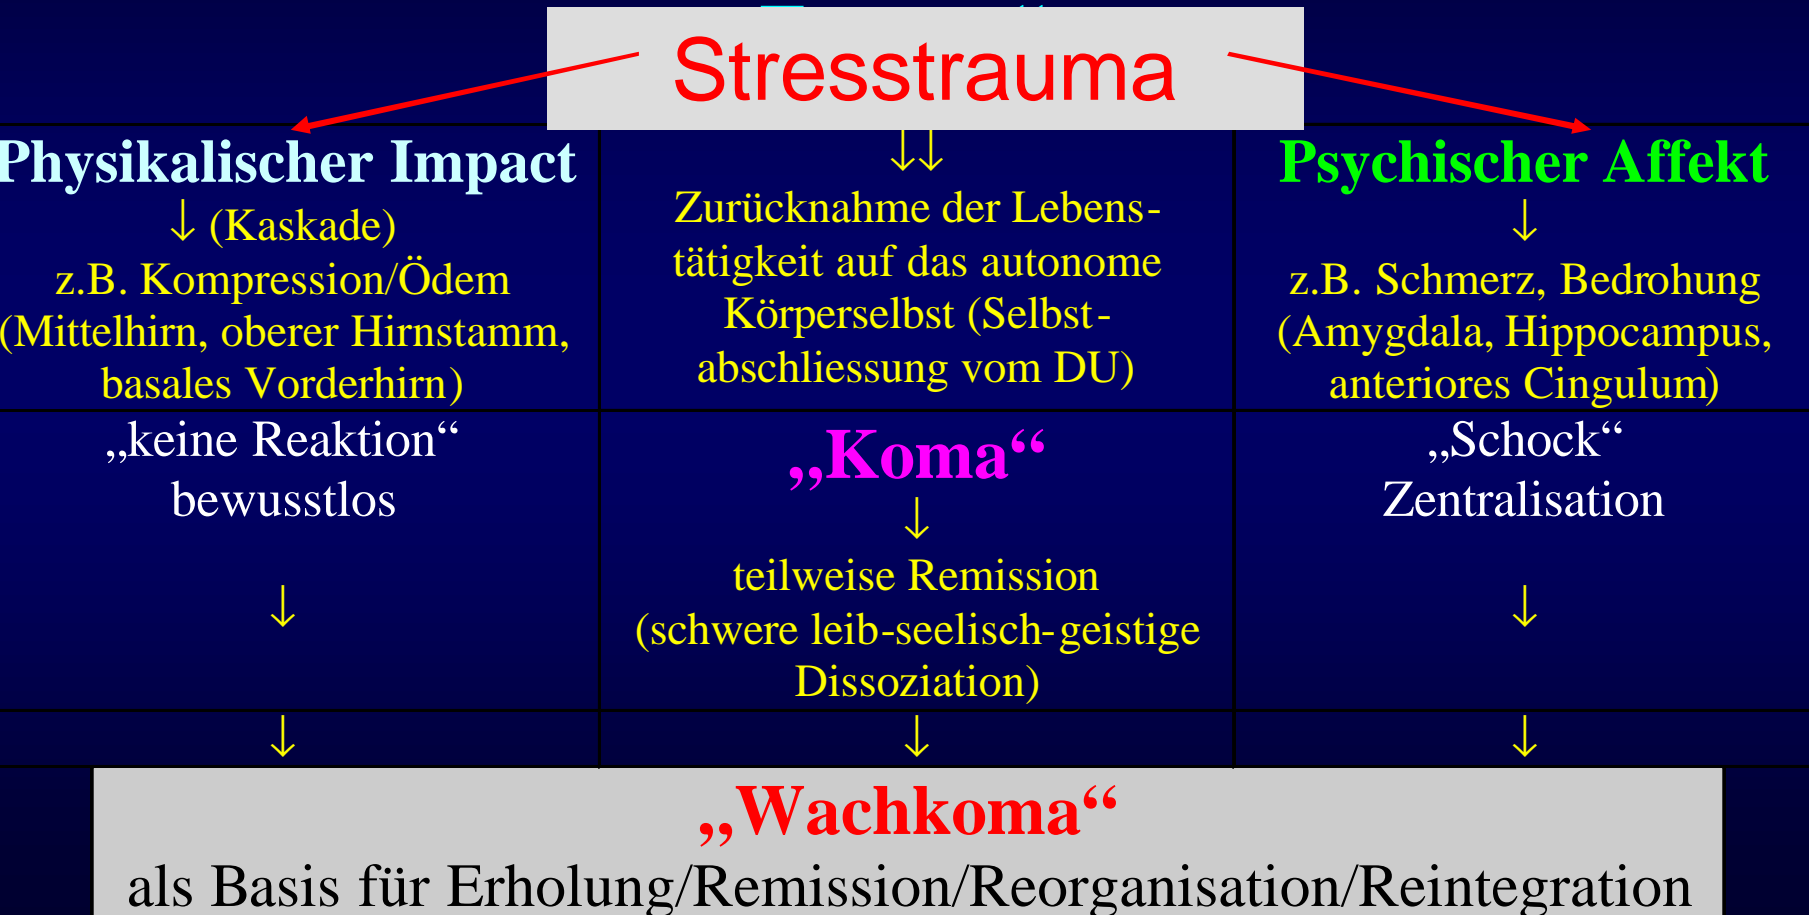 Stresstrauma
Physikalischer Impact
↓ (Kaskade)
z.B. Kompression/Ödem
(Mittelhirn, oberer Hirnstamm,
basales Vorderhirn)
↓↓
Zurücknahme der Lebens-
tätigkeit auf das autonome
Körperselbst (Selbst-
abschliessung vom DU)
Psychischer Affekt
↓
z.B. Schmerz, Bedrohung
(Amygdala, Hippocampus,
anteriores Cingulum)
„keine Reaktion“
bewusstlos
↓
„Koma“
↓
teilweise Remission
(schwere leib-seelisch-geistige
Dissoziation)
„Schock“
Zentralisation
↓
↓ ↓ ↓
„Wachkoma“
als Basis für Erholung/Remission/Reorganisation/Reintegration